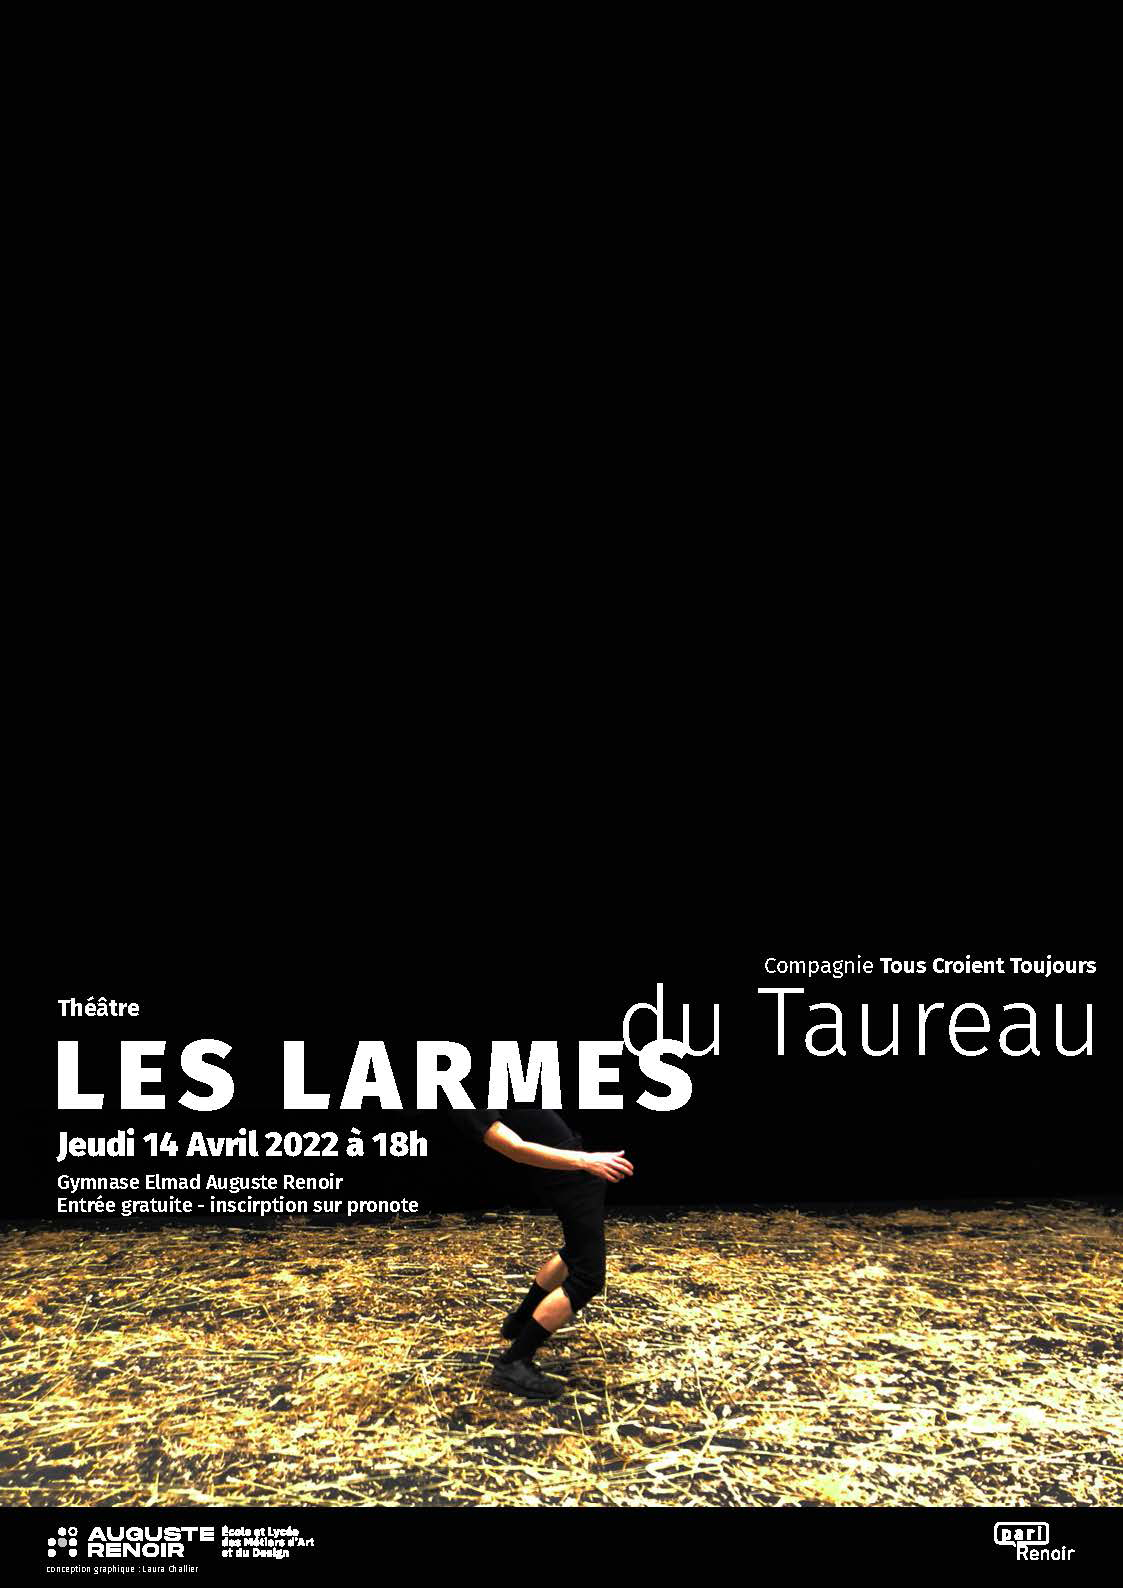 Compagnie Tous Croient Toujours
Théâtre
du Taureau
LES LARMES
Jeudi 14 Avril 2022 à 18h
Gymnase Elmad Auguste Renoir
Entrée gratuite - inscirption sur pronote
AUGUSTE
RENOIR
École et Lycée
des Métiers d'Art
et du Design
conception graphique : Laura Challier
pari
Renoir